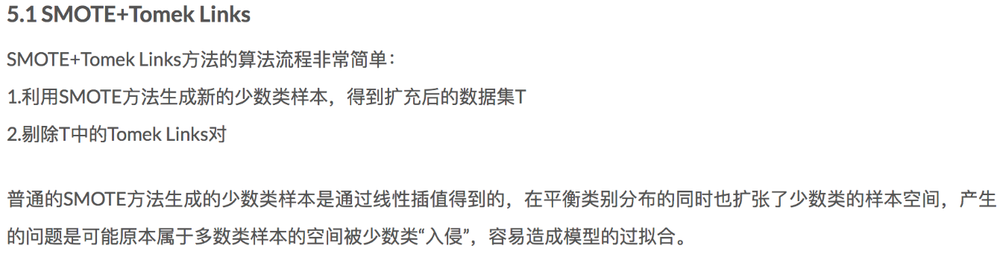 5.1 SMOTE+Tomek Links
SMOTE+Tomek Links方法的算法流程非常简单：
1.利用SMOTE方法生成新的少数类样本，得到扩充后的数据集T
2.剔除T中的Tomek Links对
普通的SMOTE方法生成的少数类样本是通过线性插值得到的，在平衡类别分布的同时也扩张了少数类的样本空间，产生
的问题是可能原本属于多数类样本的空间被少数类“入侵”，容易造成模型的过拟合。